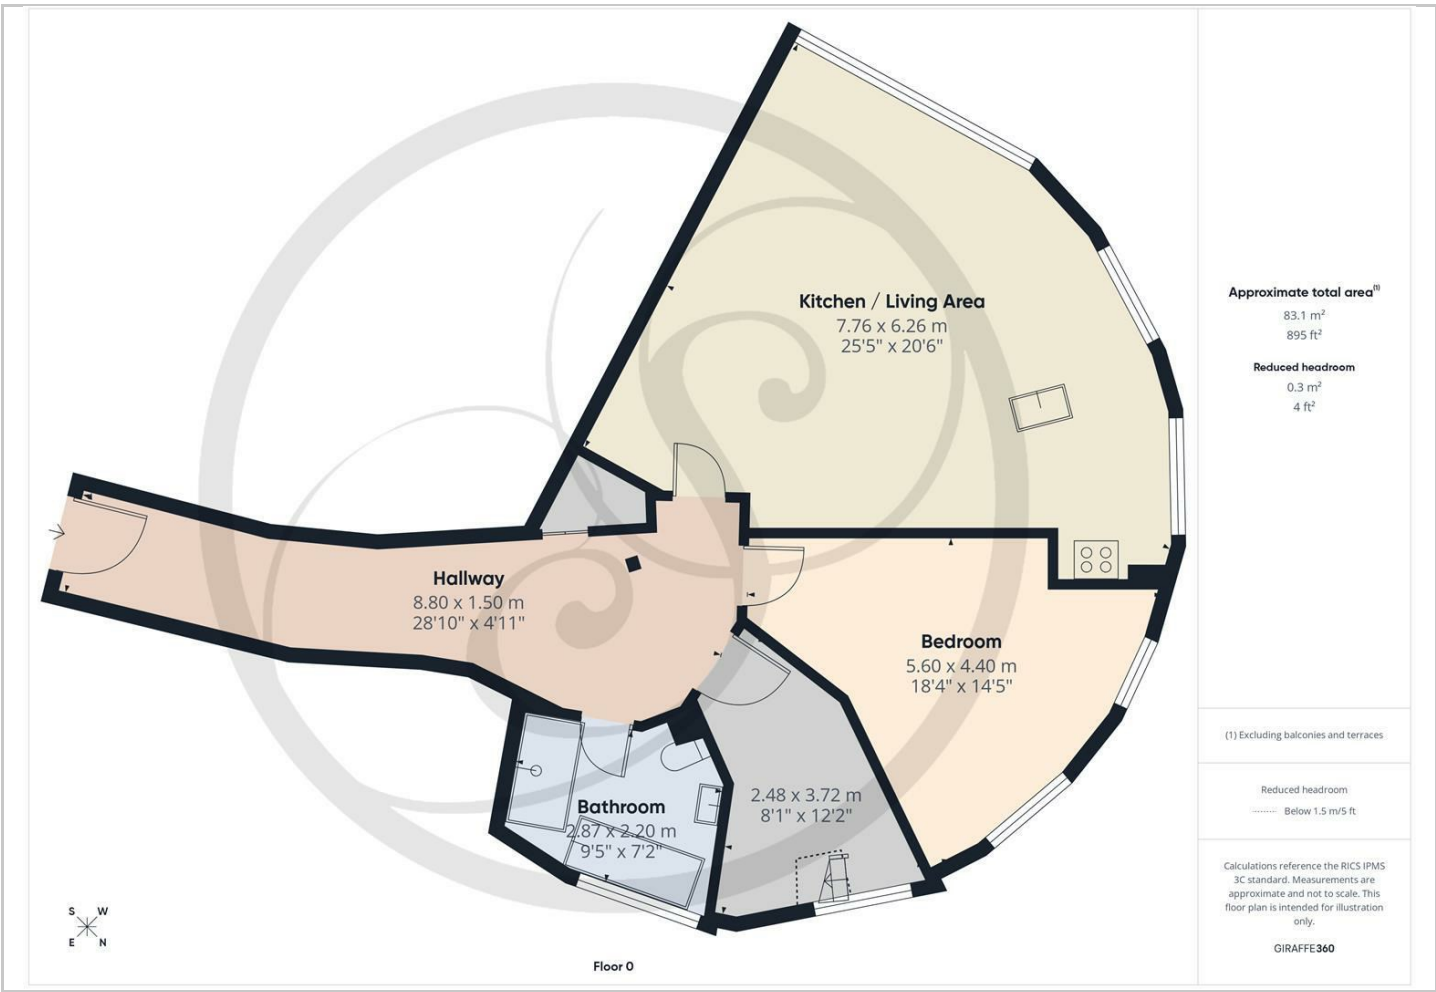 Kitchen / Living Area
7.76 x 6.26 m
25'5" x 20'6"
Hallway
8.80 x 1.50 m
28'10" x 4'11"
Bedroom
5.60 x 4.40 m
18'4" x 14'5"
Bathroom
2.87 x 2.20 m
9'5" x 7'2"
2.48 x 3.72 m
8'1" x 12'2"
S W
E N
Floor 0
Approximate total area(1)
83.1 m²
895 ft²
Reduced headroom
0.3 m²
4 ft²
(1) Excluding balconies and terraces
Reduced headroom
Below 1.5 m/5 ft
Calculations reference the RICS IPMS
3C standard. Measurements are
approximate and not to scale. This
floor plan is intended for illustration
only.
GIRAFFE360